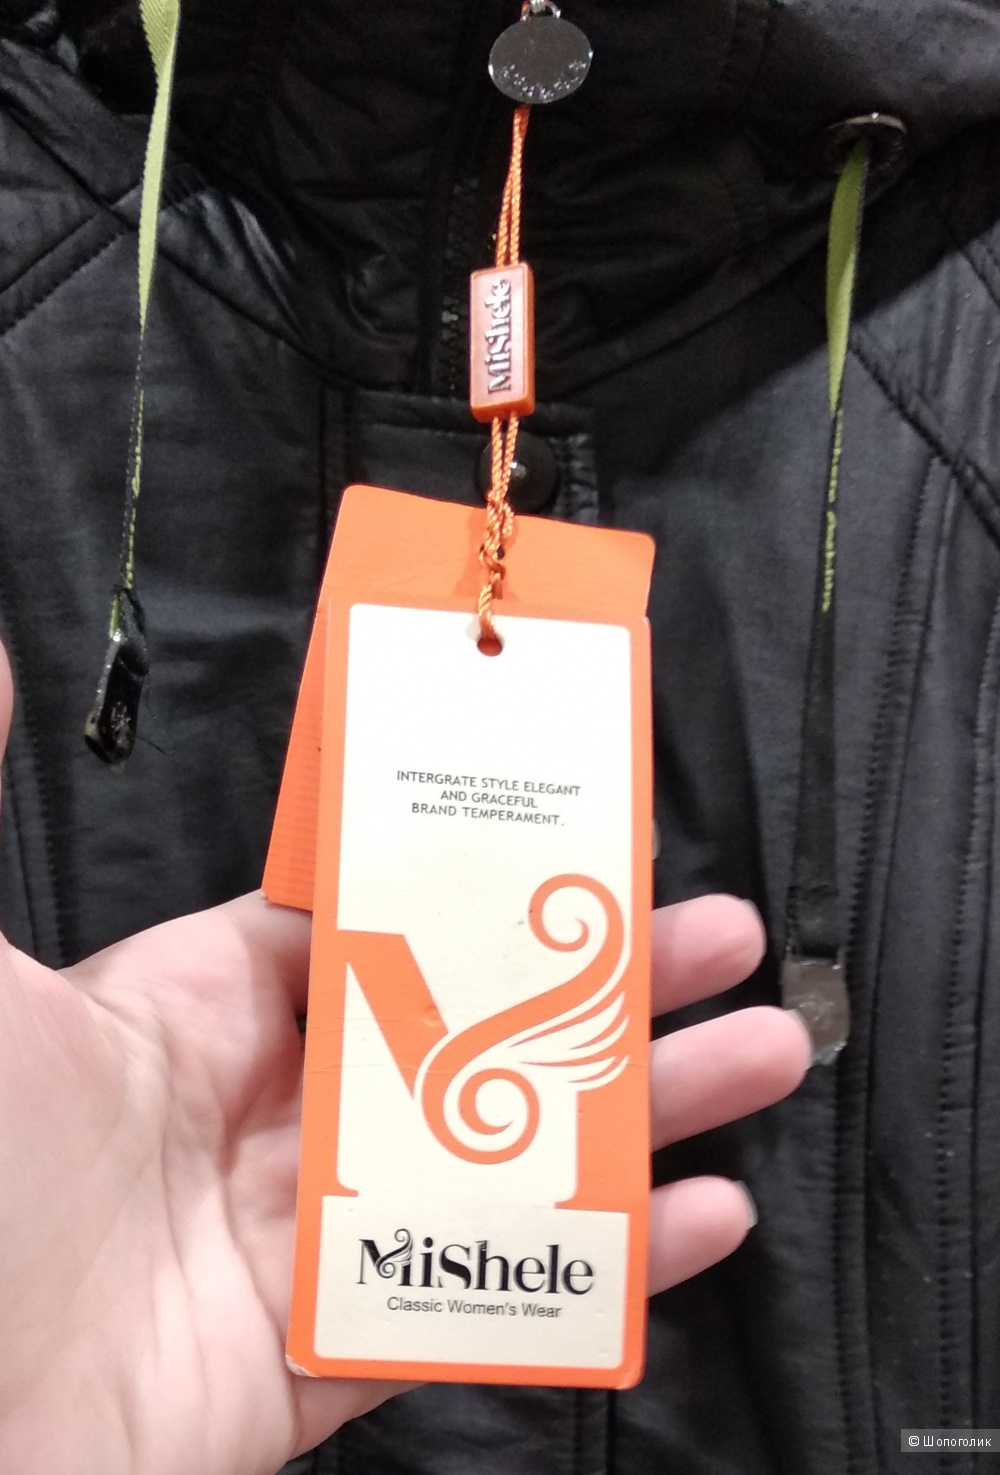 Mishele
INTERGRATE STYLE ELEGANT
AND GRACEFUL
BRAND TEMPERAMENT.
MiShele
Classic Women's Wear
© Шопоголик